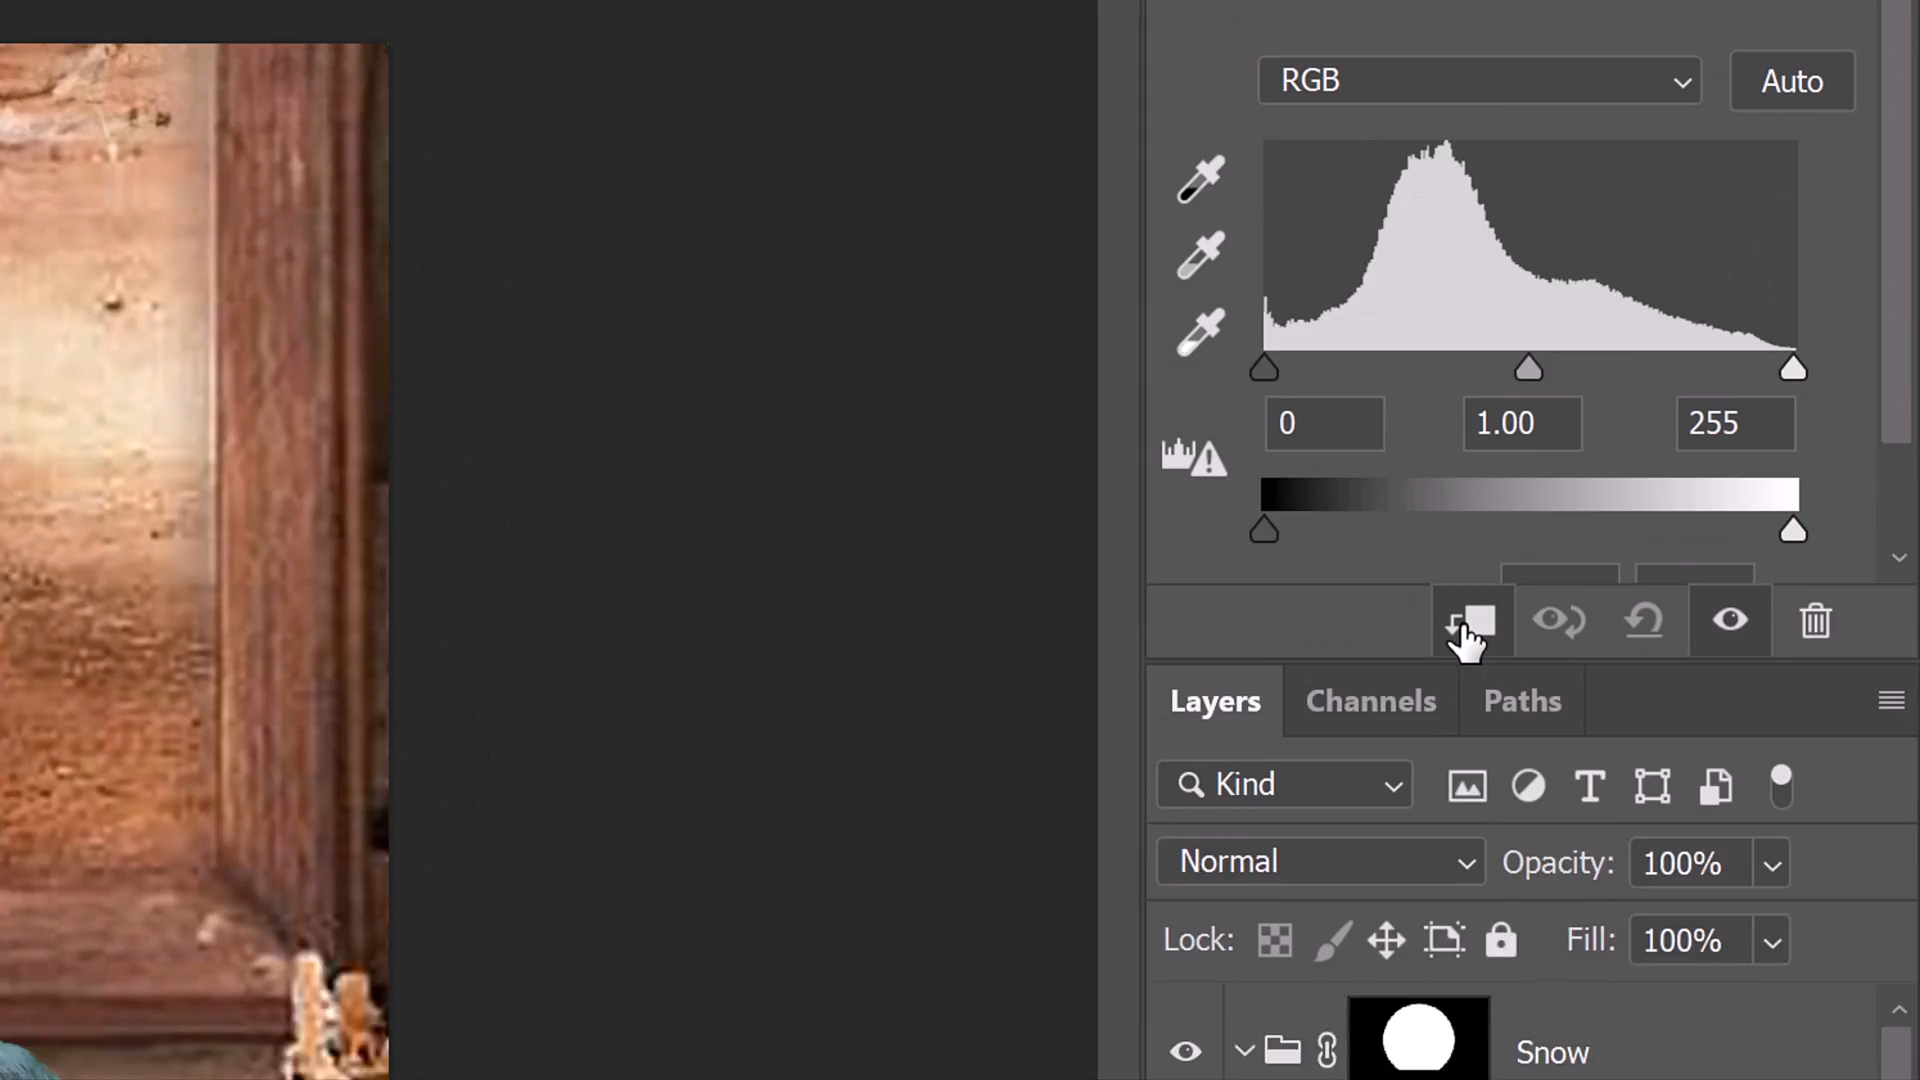 RGB
Auto
0
1.00
255
Layers
Channels
Paths
Kind
Normal
Opacity:
100%
Lock:
Fill:
100%
Snow